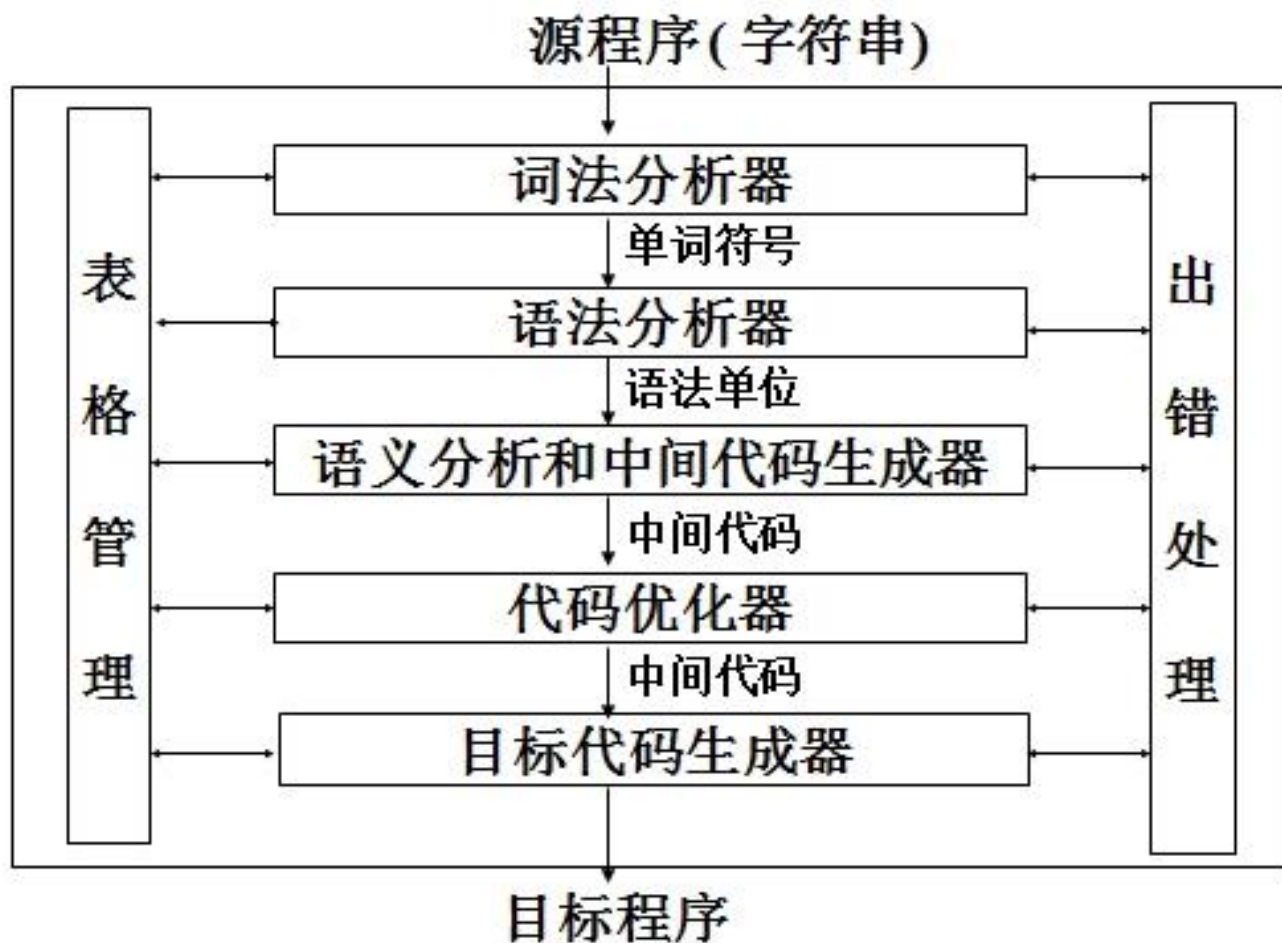 源程序(字符串)
词法分析器
单词符号
语法分析器
语法单位
语义分析和中间代码生成器
中间代码
代码优化器
中间代码
目标代码生成器
目标程序
表格管理
出错处理